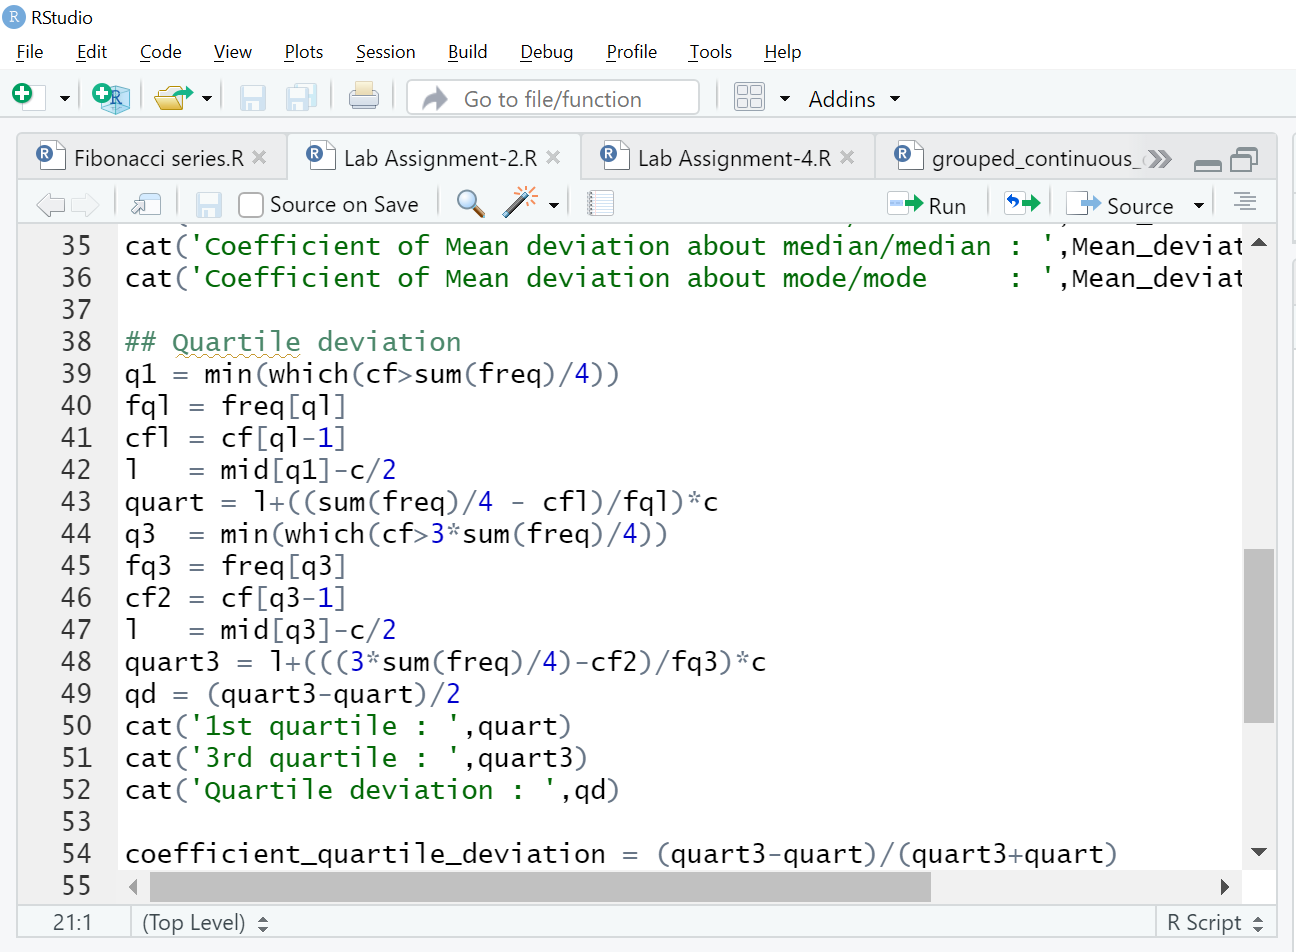 RStudio
File Edit Code View Plots Session Build Debug Profile Tools Help
Go to file/function Addins
Fibonacci series.R Lab Assignment-2.R Lab Assignment-4.R grouped_continuous_
Source on Save Run Source
35 cat('Coefficient of Mean deviation about median/median : ',Mean_deviat
36 cat('Coefficient of Mean deviation about mode/mode     : ',Mean_deviat
37
38 ## Quartile deviation
39 q1 = min(which(cf>sum(freq)/4))
40 fq1 = freq[q1]
41 cf1 = cf[q1-1]
42 l   = mid[q1]-c/2
43 quart = l+((sum(freq)/4 - cf1)/fq1)*c
44 q3  = min(which(cf>3*sum(freq)/4))
45 fq3 = freq[q3]
46 cf2 = cf[q3-1]
47 l   = mid[q3]-c/2
48 quart3 = l+(((3*sum(freq)/4)-cf2)/fq3)*c
49 qd = (quart3-quart)/2
50 cat('1st quartile : ',quart)
51 cat('3rd quartile : ',quart3)
52 cat('Quartile deviation : ',qd)
53
54 coefficient_quartile_deviation = (quart3-quart)/(quart3+quart)
55
21:1 (Top Level) R Script